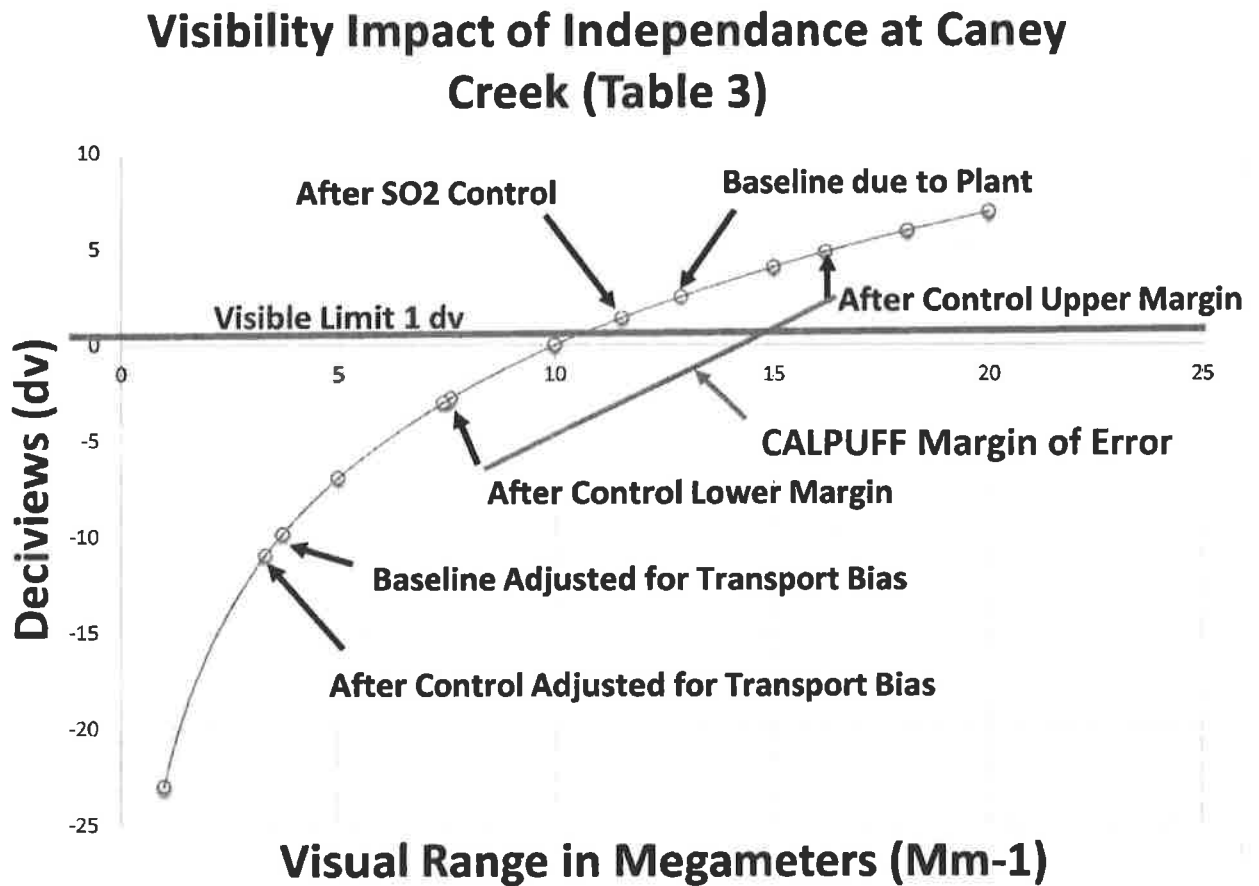 Visibility Impact of Independance at Caney
Creek (Table 3)
10
After SO2 Control
Baseline due to Plant
5
After Control Upper Margin
Visible Limit 1 dv
0
0
5
10
15
20
25
Deciviews (dv)
-5
CALPUFF Margin of Error
After Control Lower Margin
-10
Baseline Adjusted for Transport Bias
-15
After Control Adjusted for Transport Bias
-20
-25
Visual Range in Megameters (Mm-1)